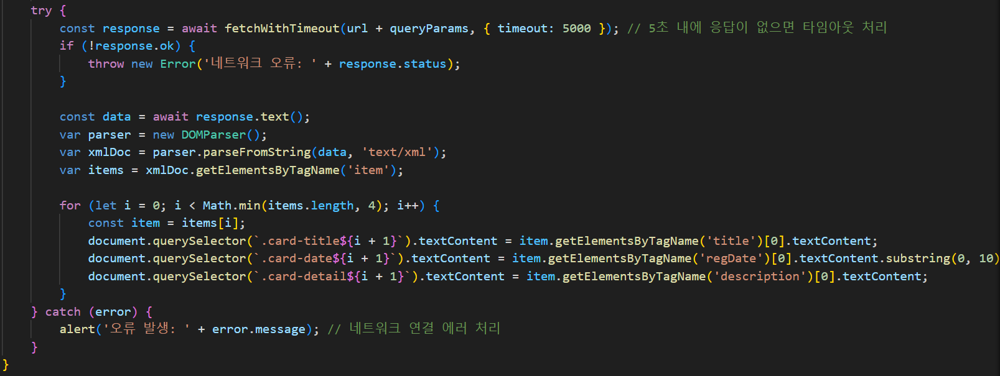 try {
const response = await fetchWithTimeout(url + queryParams, { timeout: 5000 }); // 5초 내에 응답이 없으면 타임아웃 처리
if (!response.ok) {
throw new Error('네트워크 오류: ' + response.status);
}
const data = await response.text();
var parser = new DOMParser();
var xmlDoc = parser.parseFromString(data, 'text/xml');
var items = xmlDoc.getElementsByTagName('item');
for (let i = 0; i < Math.min(items.length, 4); i++) {
const item = items[i];
document.querySelector(`.card-title${i + 1}`).textContent = item.getElementsByTagName('title')[0].textContent;
document.querySelector(`.card-date${i + 1}`).textContent = item.getElementsByTagName('regDate')[0].textContent.substring(0, 10)
document.querySelector(`.card-detail${i + 1}`).textContent = item.getElementsByTagName('description')[0].textContent;
}
} catch (error) {
alert('오류 발생: ' + error.message); // 네트워크 연결 에러 처리
}
}